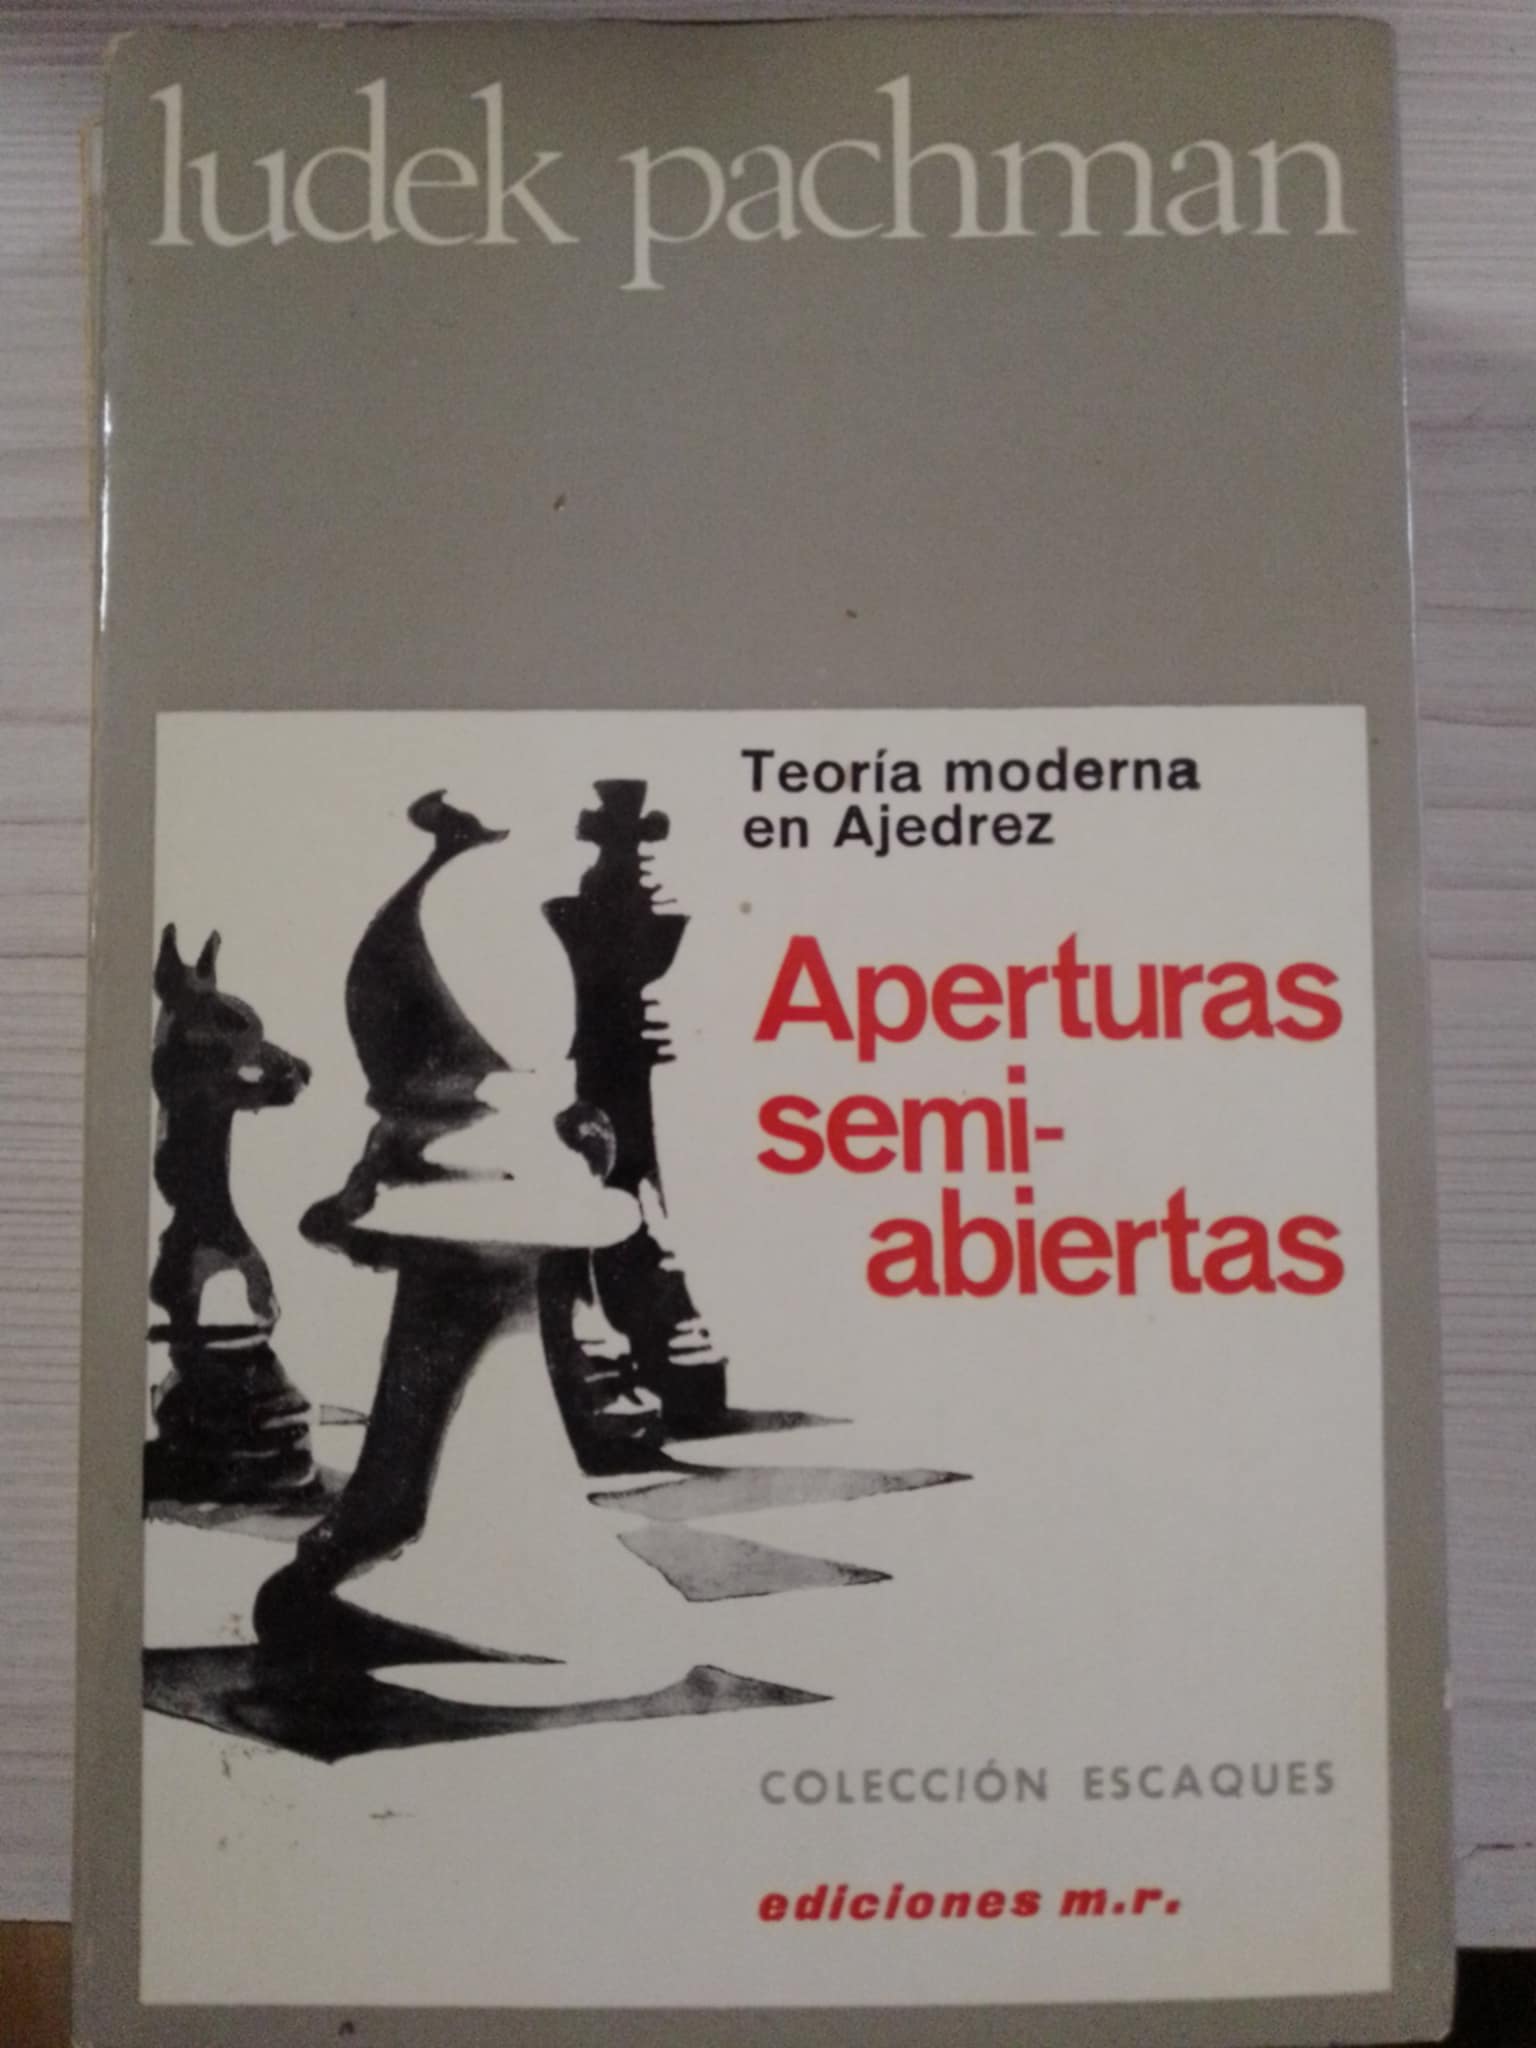 ludek pachman
Teoría moderna
en Ajedrez
Aperturas
semi-
abiertas
COLECCIÓN ESCAQUES
ediciones m.r.